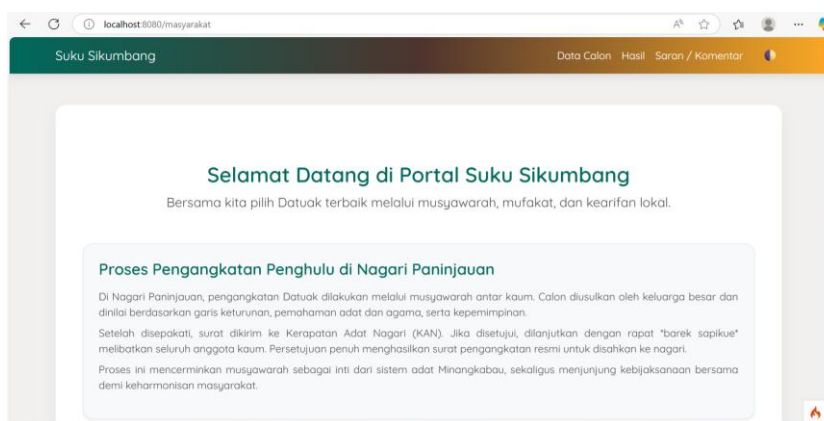 localhost:8080/masyarakat
Suku Sikumbang
Data Calon Hasil Saran / Komentar
Selamat Datang di Portal Suku Sikumbang
Bersama kita pilih Datuak terbaik melalui musyawarah, mufakat, dan kearifan lokal.
Proses Pengangkatan Penghulu di Nagari Paninjauan
Di Nagari Paninjauan, pengangkatan Datuak dilakukan melalui musyawarah antar kaum. Calon diusulkan oleh keluarga besar dan
dinilai berdasarkan garis keturunan, pemahaman adat dan agama, serta kepemimpinan.
Setelah disepakati, surat dikirim ke Kerapatan Adat Nagari (KAN). Jika disetujui, dilanjutkan dengan rapat "barek sapikue"
melibatkan seluruh anggota kaum. Persetujuan penuh menghasilkan surat pengangkatan resmi untuk disahkan ke nagari.
Proses ini mencerminkan musyawarah sebagai inti dari sistem adat Minangkabau, sekaligus menjunjung kebijaksanaan bersama
demi keharmonisan masyarakat.